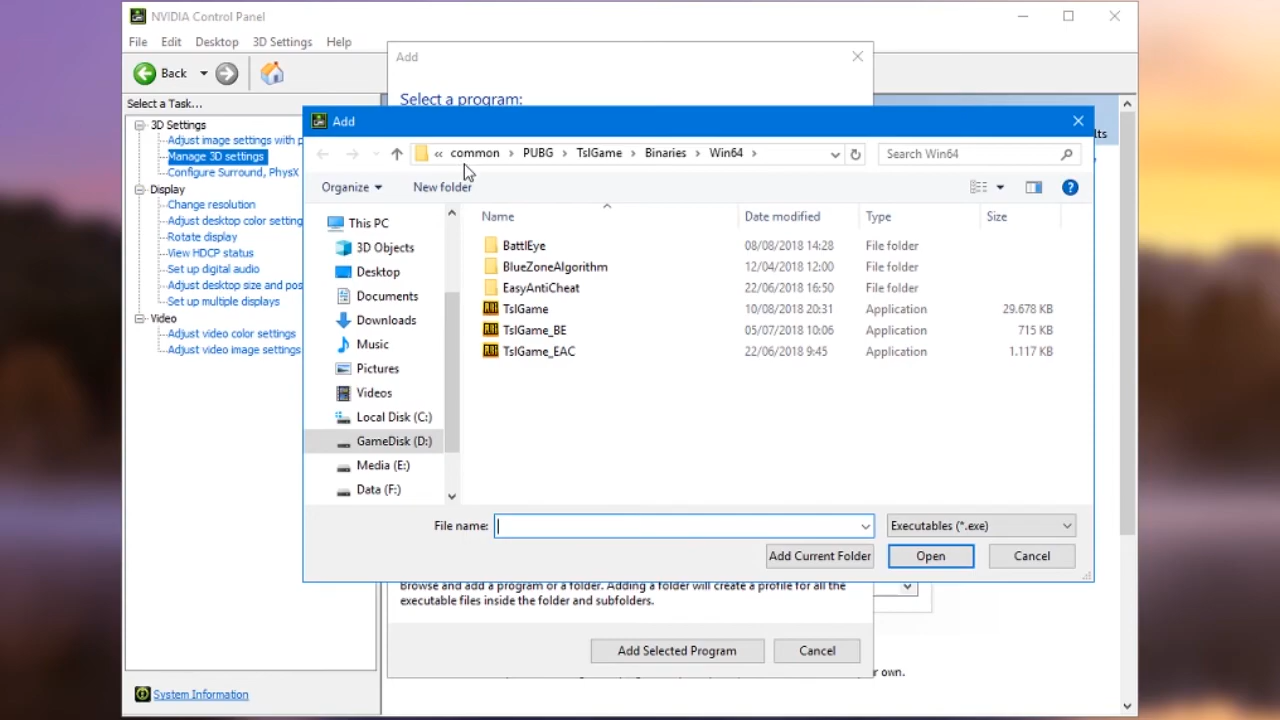 NVIDIA Control Panel
File Edit Desktop 3D Settings Help
Back
Add
Select a Task...
Select a program:
3D Settings
Adjust image settings with p
Manage 3D settings
Configure Surround, PhysX
Display
Change resolution
Adjust desktop color setting
Rotate display
View HDCP status
Set up digital audio
Adjust desktop size and pos
Set up multiple displays
Video
Adjust video color settings
Adjust video image settings
System Information
Add
« common > PUBG > TslGame > Binaries > Win64 >
Search Win64
Organize
New folder
This PC
3D Objects
Desktop
Documents
Downloads
Music
Pictures
Videos
Local Disk (C:)
GameDisk (D:)
Media (E:)
Data (F:)
Name Date modified Type Size
BattlEye 08/08/2018 14:28 File folder
BlueZoneAlgorithm 12/04/2018 12:00 File folder
EasyAntiCheat 22/06/2018 16:50 File folder
TslGame 10/08/2018 20:31 Application 29.678 KB
TslGame_BE 05/07/2018 10:06 Application 715 KB
TslGame_EAC 22/06/2018 9:45 Application 1.117 KB
File name:
Executables (*.exe)
Add Current Folder Open Cancel
Browse and add a program or a folder. Adding a folder will create a profile for all the
executable files inside the folder and subfolders.
Add Selected Program Cancel
lts
r own.